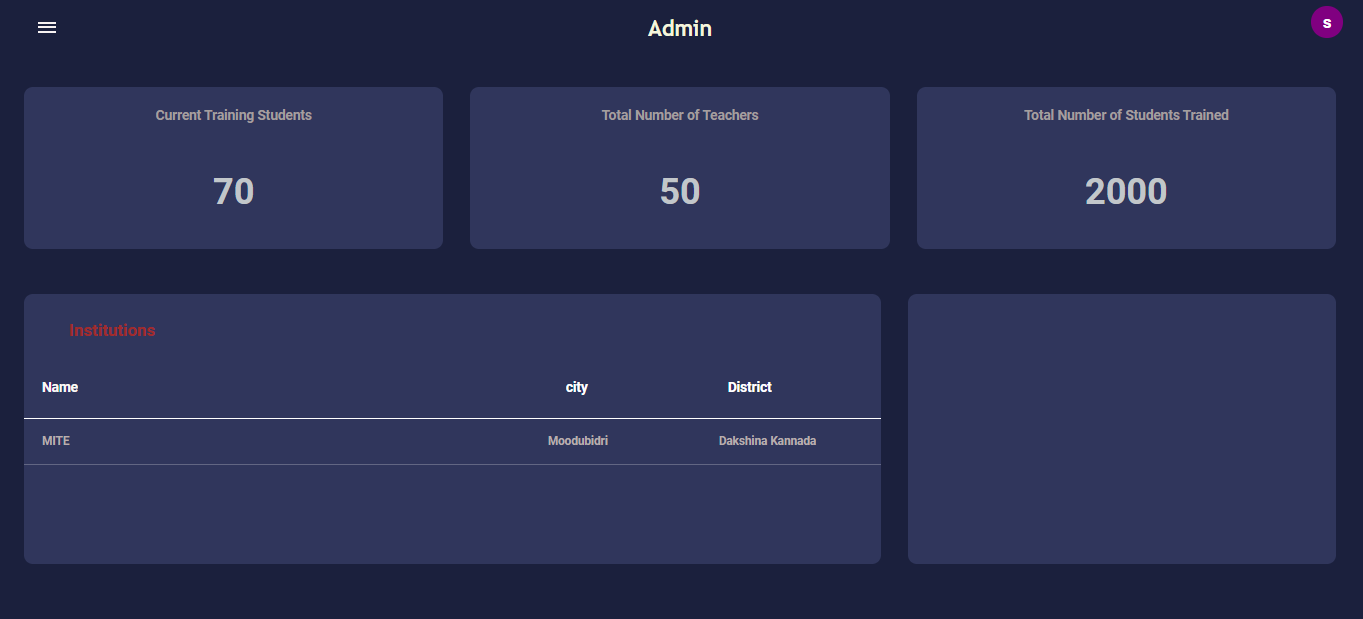 Admin
s
Current Training Students
70
Total Number of Teachers
50
Total Number of Students Trained
2000
Institutions
Name city District
MITE Moodubidri Dakshina Kannada